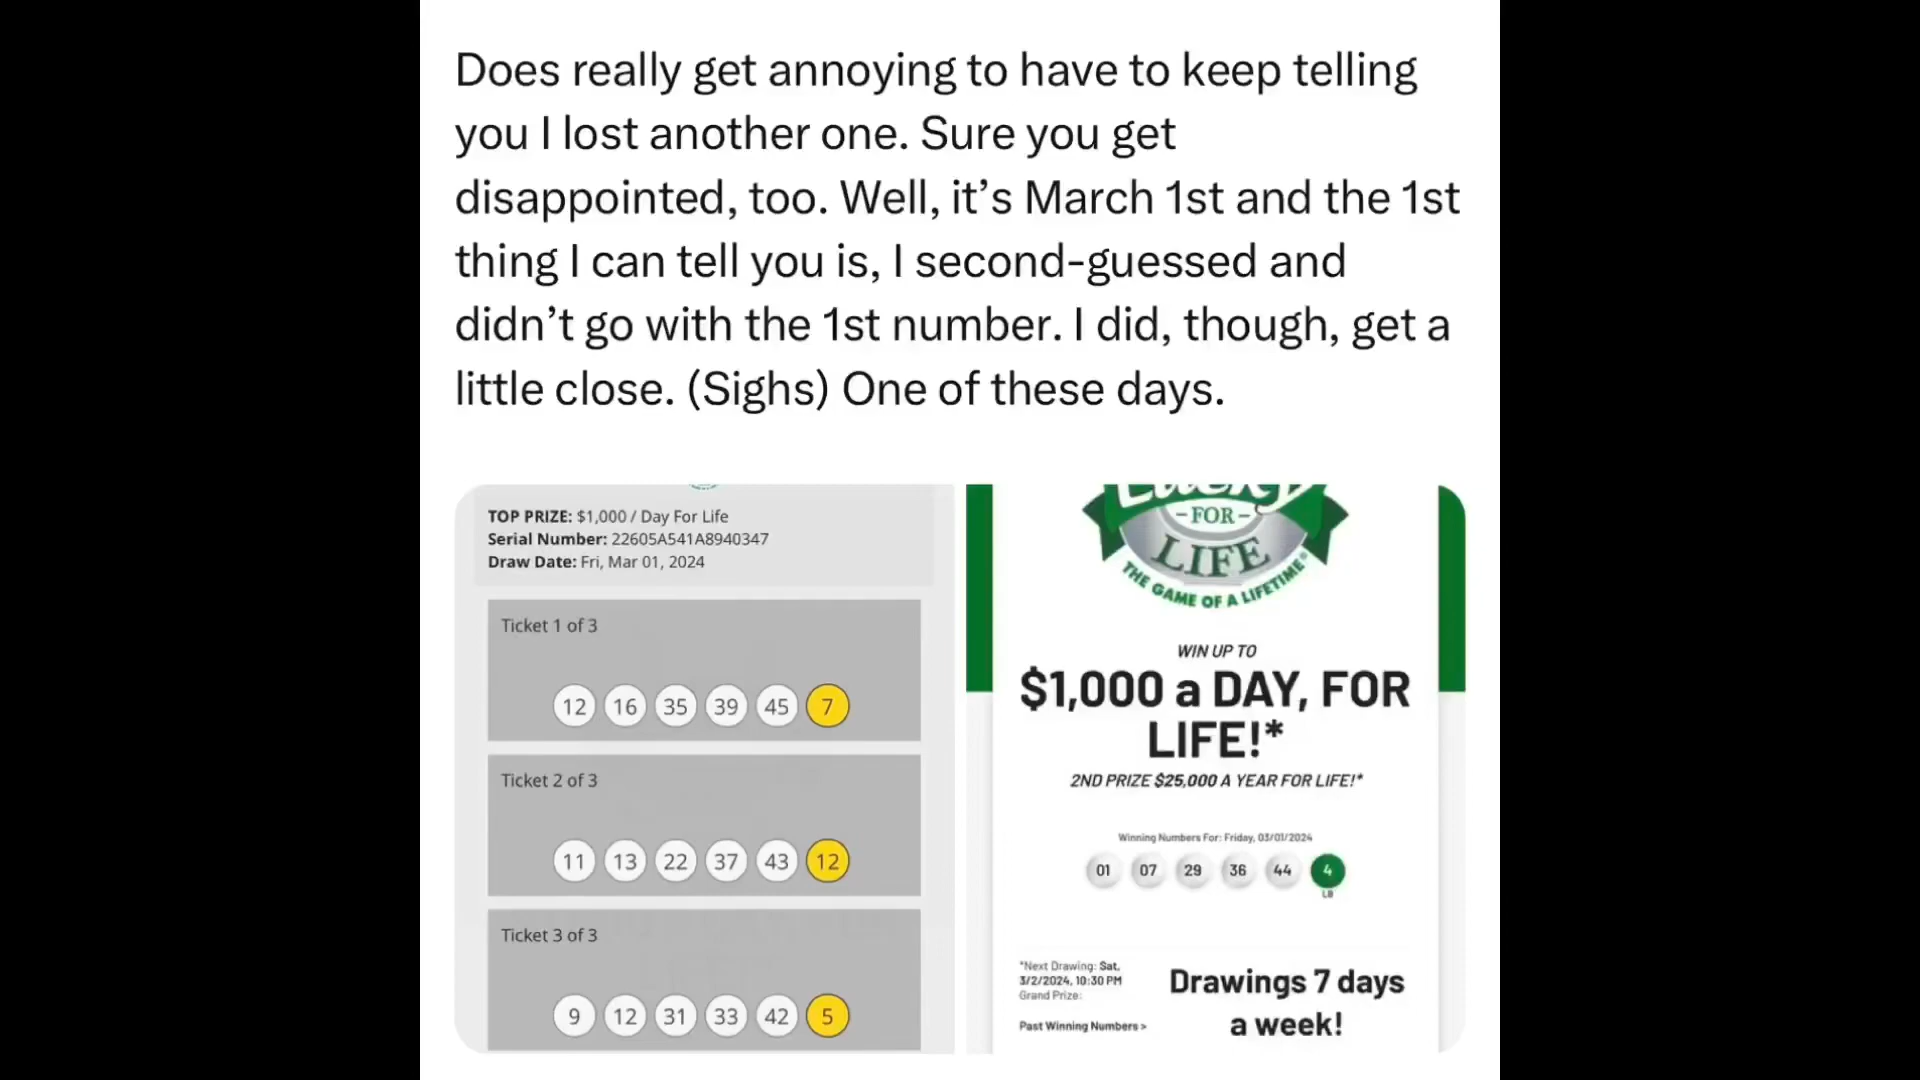 Does really get annoying to have to keep telling
you I lost another one. Sure you get
disappointed, too. Well, it’s March 1st and the 1st
thing I can tell you is, I second-guessed and
didn’t go with the 1st number. I did, though, get a
little close. (Sighs) One of these days.
TOP PRIZE: $1,000 / Day For Life
Serial Number: 22605A541A8940347
Draw Date: Fri, Mar 01, 2024
Ticket 1 of 3
12 16 35 39 45 7
Ticket 2 of 3
11 13 22 37 43 12
Ticket 3 of 3
9 12 31 33 42 5
Lucky
-FOR-
LIFE
THE GAME OF A LIFETIME®
WIN UP TO
$1,000 a DAY, FOR
LIFE!*
2ND PRIZE $25,000 A YEAR FOR LIFE!*
Winning Numbers For: Friday, 03/01/2024
01 07 29 36 44 4
LB
*Next Drawing: Sat,
3/2/2024, 10:30 PM
Grand Prize:
Past Winning Numbers >
Drawings 7 days
a week!